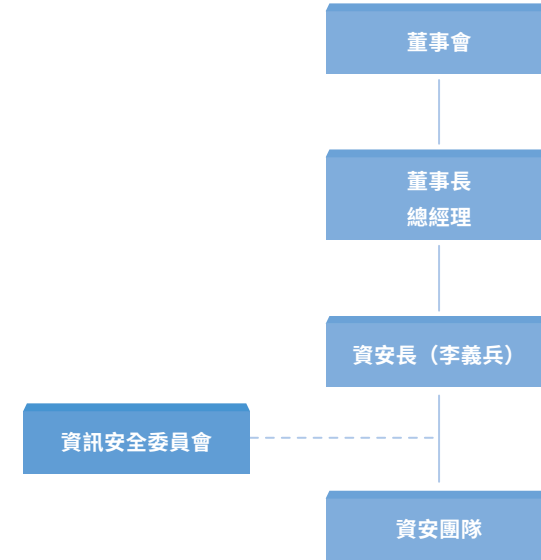 董事會
董事長
總經理
資安長（李義兵）
資訊安全委員會
資安團隊